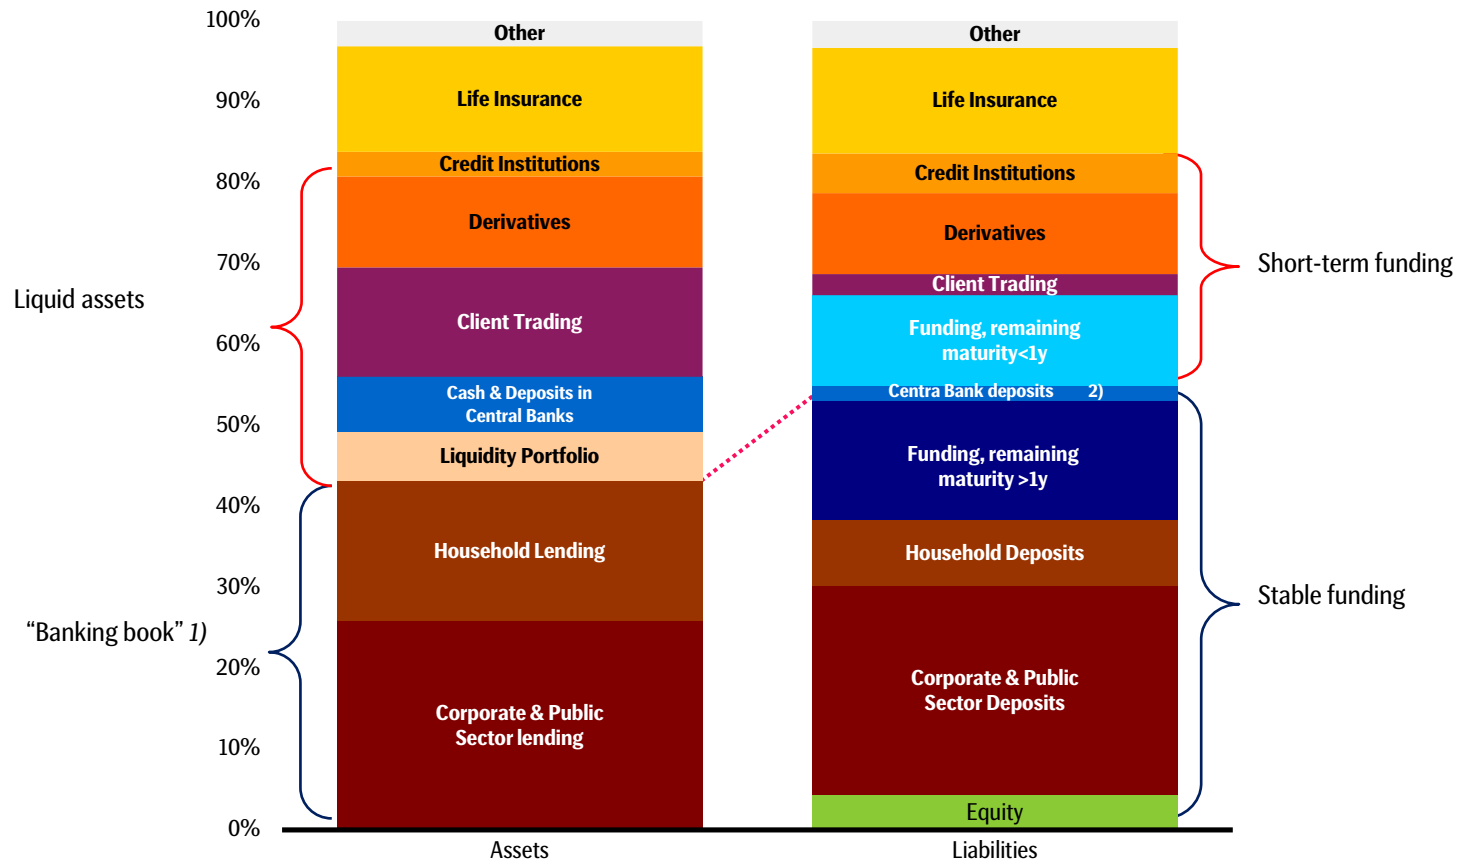 100%
90%
80%
70%
60%
50%
40%
30%
20%
10%
0%
Liquid assets
“Banking book” 1)
Other
Life Insurance
Credit Institutions
Derivatives
Client Trading
Cash & Deposits in
Central Banks
Liquidity Portfolio
Household Lending
Corporate & Public
Sector lending
Assets
Other
Life Insurance
Credit Institutions
Derivatives
Client Trading
Funding, remaining
maturity<1y
Centra Bank deposits 2)
Funding, remaining
maturity >1y
Household Deposits
Corporate & Public
Sector Deposits
Equity
Liabilities
Short-term funding
Stable funding